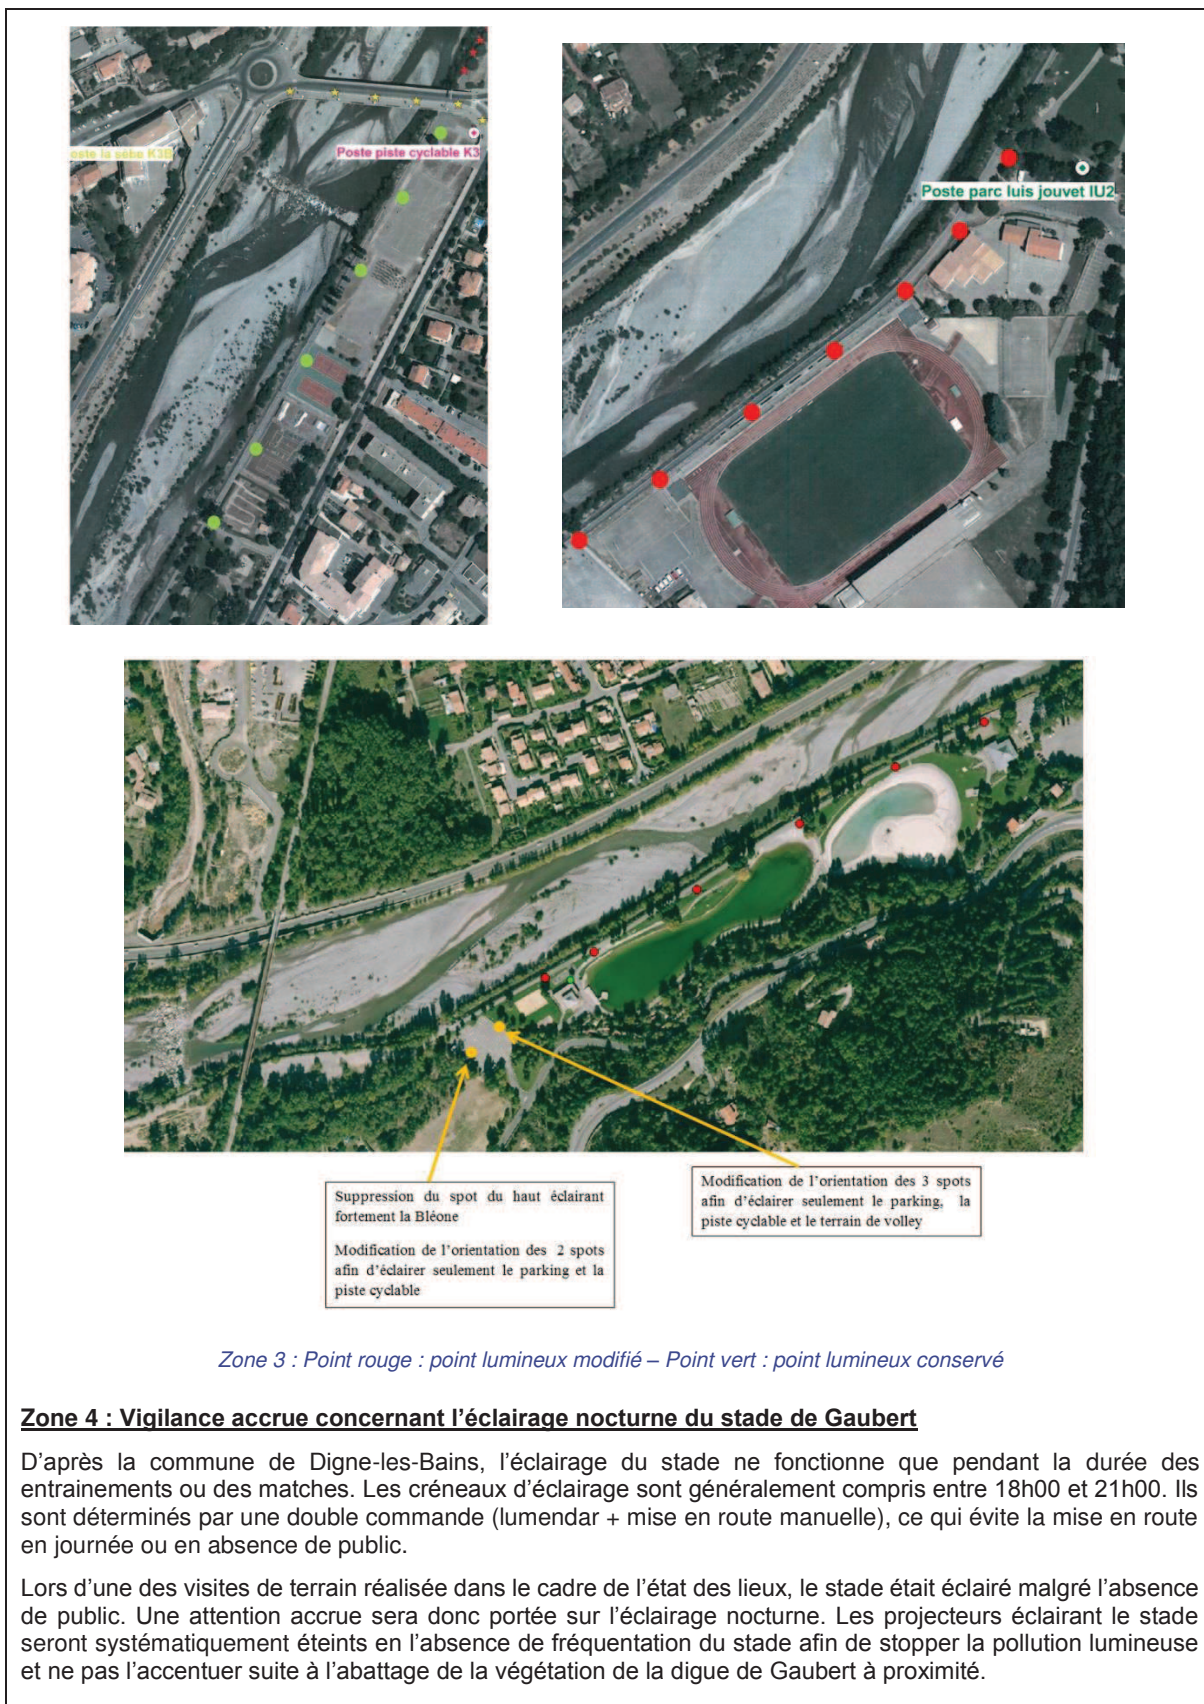 oste la sèbe K3B
Poste piste cyclable K3
Poste parc luis jouvet IU2
Suppression du spot du haut éclairant
fortement la Bléone
Modification de l'orientation des 2 spots
afin d'éclairer seulement le parking et la
piste cyclable
Modification de l'orientation des 3 spots
afin d'éclairer seulement le parking, la
piste cyclable et le terrain de volley
Zone 3 : Point rouge : point lumineux modifié – Point vert : point lumineux conservé
Zone 4 : Vigilance accrue concernant l'éclairage nocturne du stade de Gaubert
D'après la commune de Digne-les-Bains, l'éclairage du stade ne fonctionne que pendant la durée des
entrainements ou des matches. Les créneaux d'éclairage sont généralement compris entre 18h00 et 21h00. Ils
sont déterminés par une double commande (lumendar + mise en route manuelle), ce qui évite la mise en route
en journée ou en absence de public.
Lors d'une des visites de terrain réalisée dans le cadre de l'état des lieux, le stade était éclairé malgré l'absence
de public. Une attention accrue sera donc portée sur l'éclairage nocturne. Les projecteurs éclairant le stade
seront systématiquement éteints en l'absence de fréquentation du stade afin de stopper la pollution lumineuse
et ne pas l'accentuer suite à l'abattage de la végétation de la digue de Gaubert à proximité.